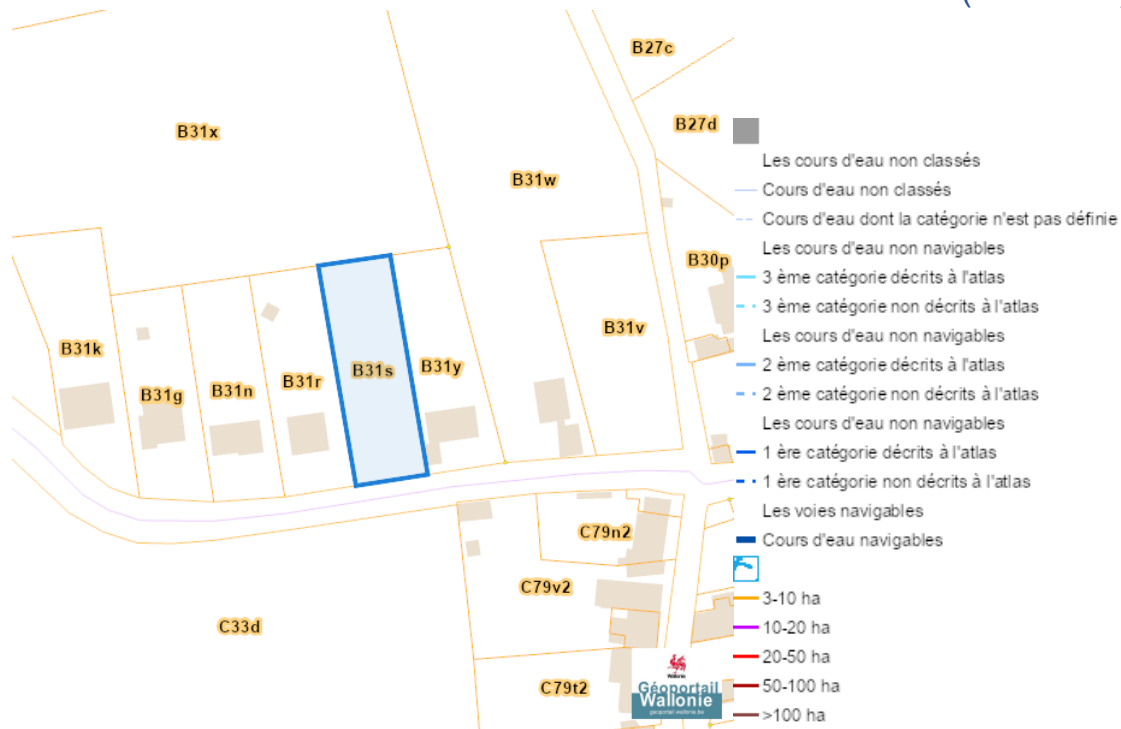 B27c
B27d
B31x
B31w
B30p
B31v
B31k
B31g
B31n
B31r
B31s
B31y
C79n2
C79v2
C33d
C79t2
Wallonie
Géoportail
Wallonie
geoportail.wallonie.be
Les cours d'eau non classés
Cours d'eau non classés
Cours d'eau dont la catégorie n'est pas définie
Les cours d'eau non navigables
3 ème catégorie décrits à l'atlas
3 ème catégorie non décrits à l'atlas
Les cours d'eau non navigables
2 ème catégorie décrits à l'atlas
2 ème catégorie non décrits à l'atlas
Les cours d'eau non navigables
1 ère catégorie décrits à l'atlas
1 ère catégorie non décrits à l'atlas
Les voies navigables
Cours d'eau navigables
3-10 ha
10-20 ha
20-50 ha
50-100 ha
>100 ha